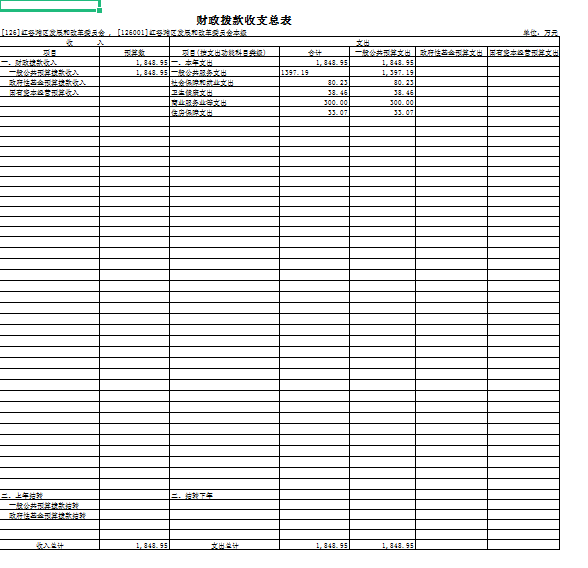 财政拨款收支总表
[126]红谷滩区发展和改革委员会 , [126001]红谷滩区发展和改革委员会本级 单位：万元
收 入 支出
项目 预算数 项目(按支出功能科目类级) 合计 一般公共预算支出 政府性基金预算支出 国有资本经营预算支出
一、财政拨款收入 1,848.95 一、本年支出 1,848.95 1,848.95
一般公共预算拨款收入 1,848.95 一般公共服务支出 1397.19 1,397.19
政府性基金预算拨款收入 社会保障和就业支出 80.23 80.23
国有资本经营预算收入 卫生健康支出 38.46 38.46
商业服务业等支出 300.00 300.00
住房保障支出 33.07 33.07
二、上年结转 二、结转下年
一般公共预算拨款结转
政府性基金预算拨款结转
收入总计 1,848.95 支出总计 1,848.95 1,848.95